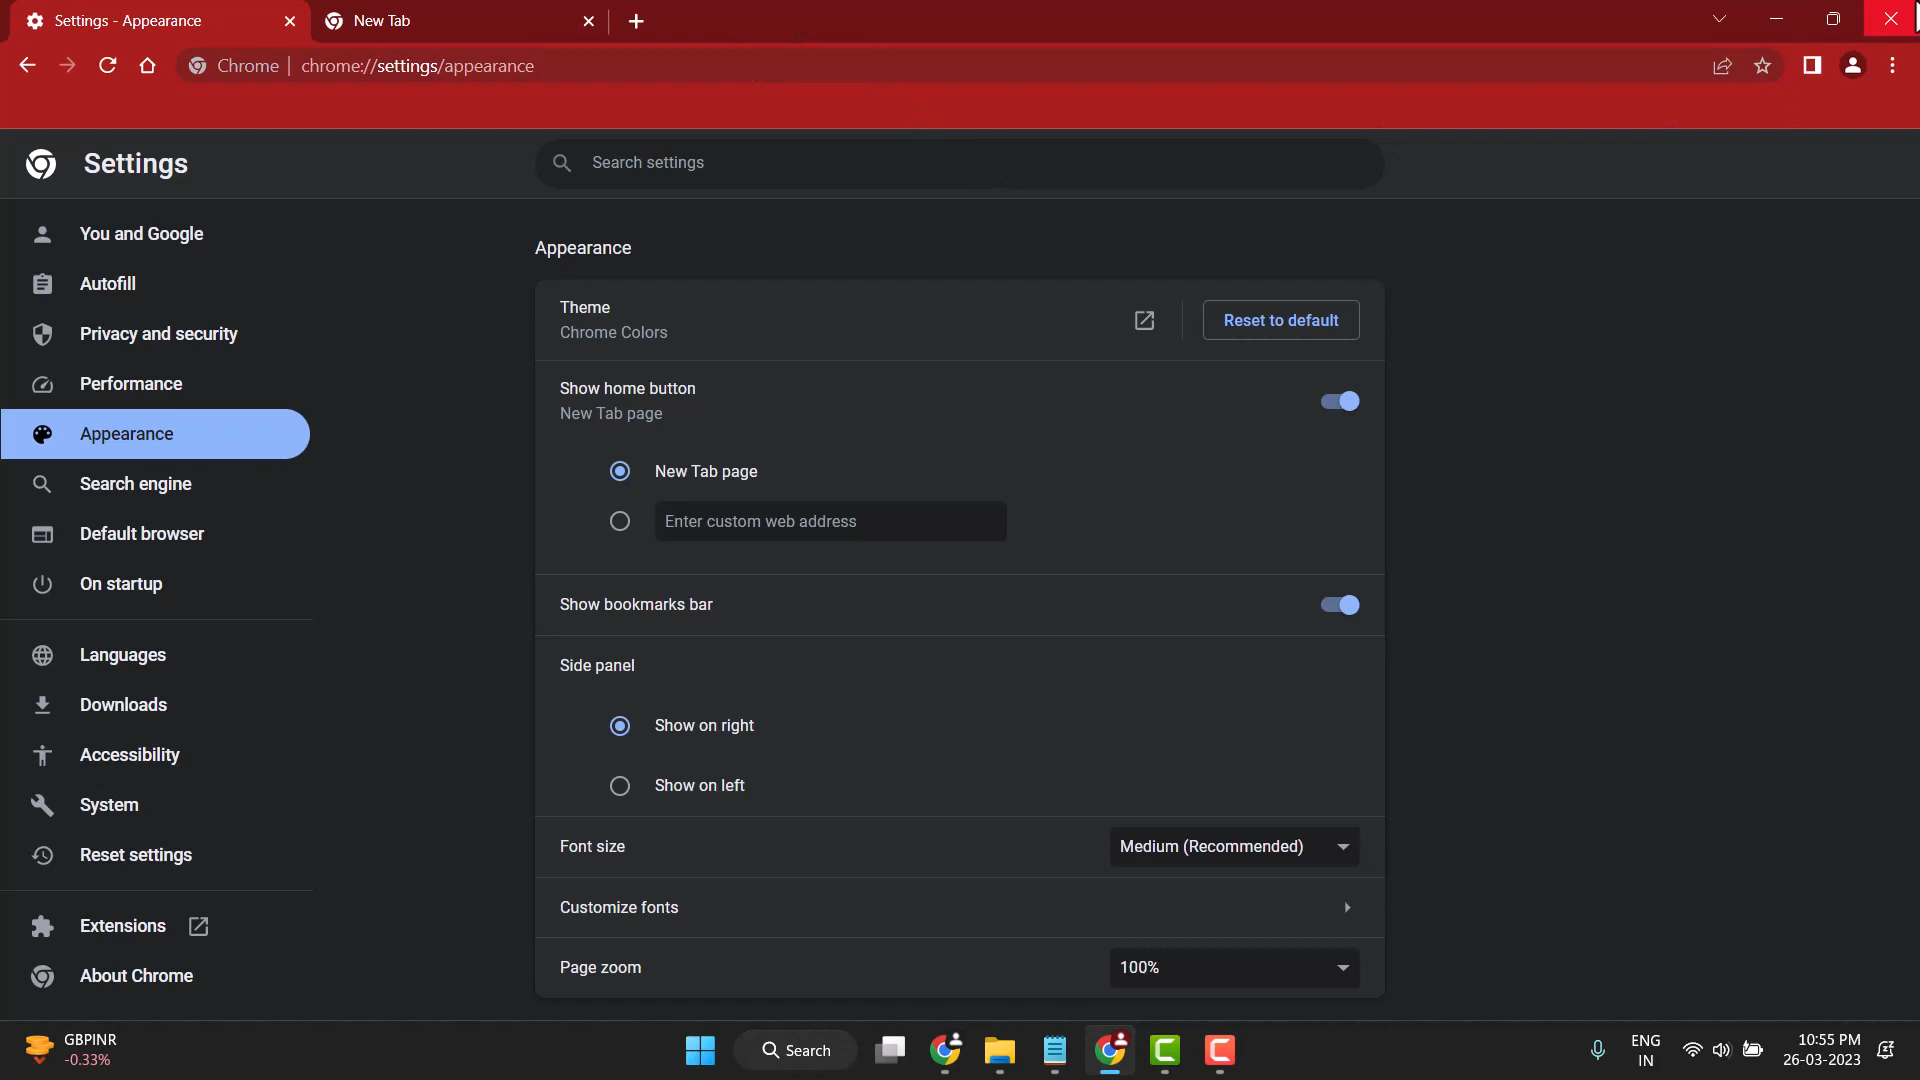 Settings - Appearance
New Tab
Chrome
chrome://settings/appearance
Settings
Search settings
You and Google
Autofill
Privacy and security
Performance
Appearance
Search engine
Default browser
On startup
Languages
Downloads
Accessibility
System
Reset settings
Extensions
About Chrome
Appearance
Theme
Chrome Colors
Reset to default
Show home button
New Tab page
New Tab page
Enter custom web address
Show bookmarks bar
Side panel
Show on right
Show on left
Font size
Medium (Recommended)
Customize fonts
Page zoom
100%
GBPINR
-0.33%
Search
ENG
IN
10:55 PM
26-03-2023